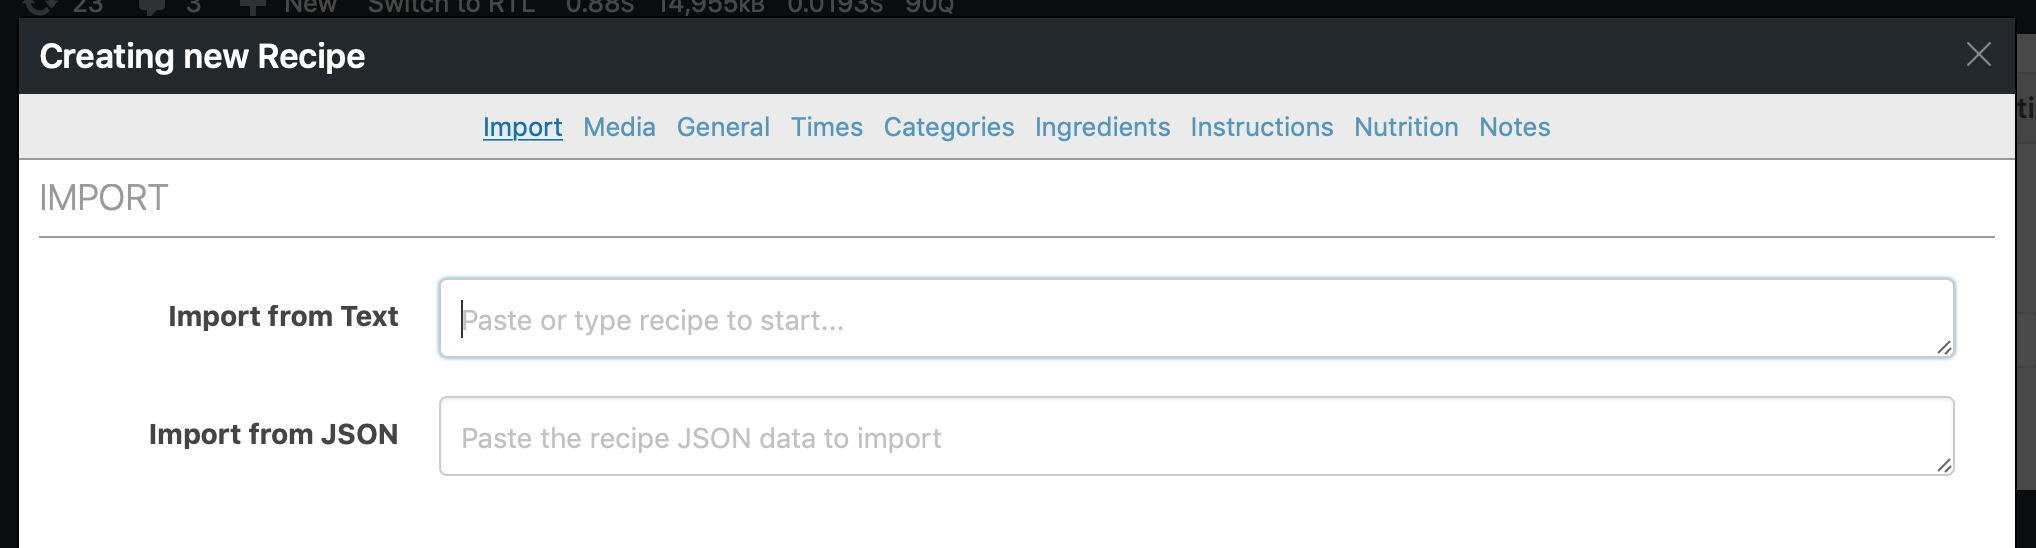 23 3 New Switch to RTL 0.88s 14,955kB 0.0193s 90Q
Creating new Recipe
Import Media General Times Categories Ingredients Instructions Nutrition Notes
IMPORT
Import from Text
Paste or type recipe to start...
Import from JSON
Paste the recipe JSON data to import